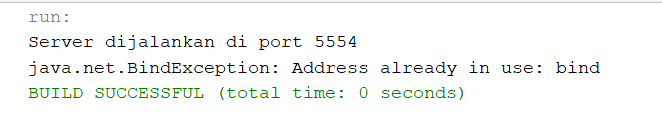 run:
Server dijalankan di port 5554
java.net.BindException: Address already in use: bind
BUILD SUCCESSFUL (total time: 0 seconds)